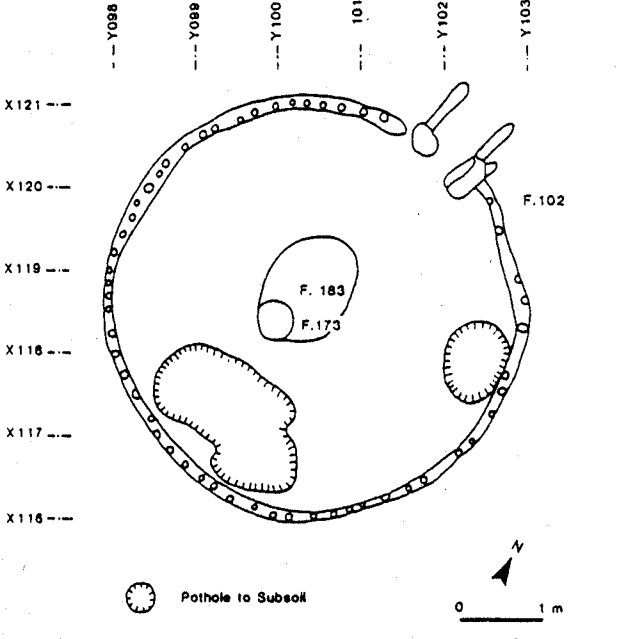 Y098
Y099
Y100
101
Y102
Y103
X121
X120
X119
X118
X117
X116
F.102
F. 183
F.173
N
Pothole to Subsoil
0 1 m